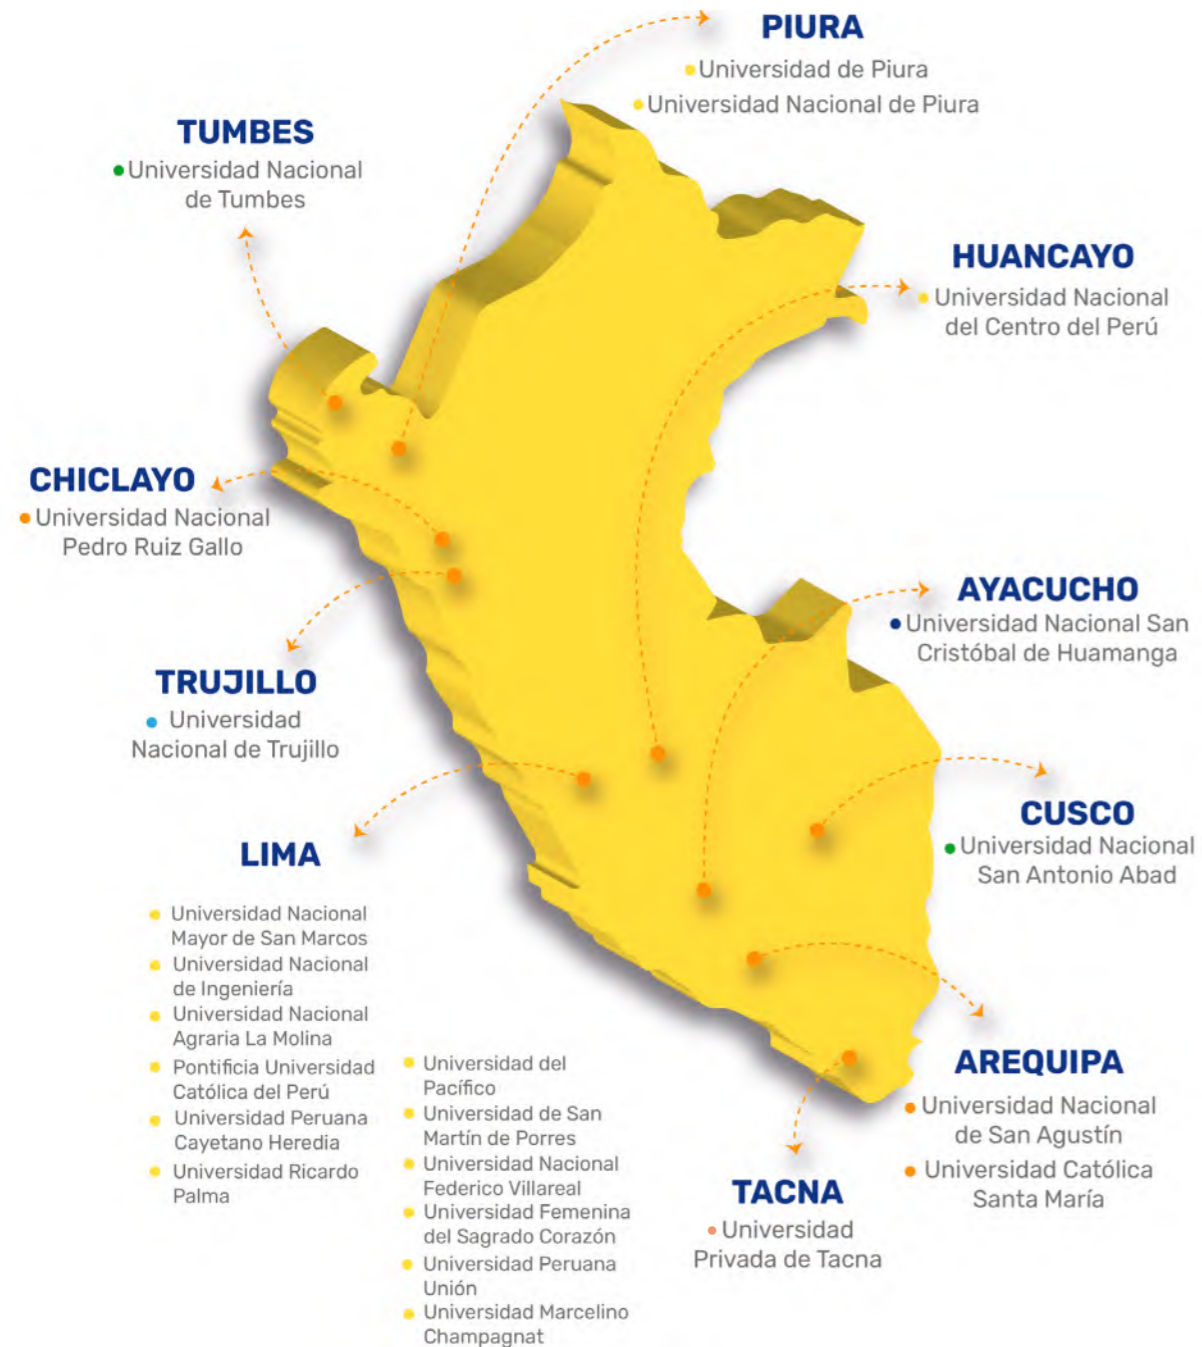 PIURA
Universidad de Piura
Universidad Nacional de Piura
TUMBES
Universidad Nacional
de Tumbes
HUANCAYO
Universidad Nacional
del Centro del Perú
CHICLAYO
Universidad Nacional
Pedro Ruiz Gallo
AYACUCHO
Universidad Nacional San
Cristóbal de Huamanga
TRUJILLO
Universidad
Nacional de Trujillo
CUSCO
Universidad Nacional
San Antonio Abad
LIMA
Universidad Nacional
Mayor de San Marcos
Universidad Nacional
de Ingeniería
Universidad Nacional
Agraria La Molina
Pontificia Universidad
Católica del Perú
Universidad Peruana
Cayetano Heredia
Universidad Ricardo
Palma
Universidad del
Pacífico
Universidad de San
Martín de Porres
Universidad Nacional
Federico Villareal
Universidad Femenina
del Sagrado Corazón
Universidad Peruana
Unión
Universidad Marcelino
Champagnat
AREQUIPA
Universidad Nacional
de San Agustín
Universidad Católica
Santa María
TACNA
Universidad
Privada de Tacna